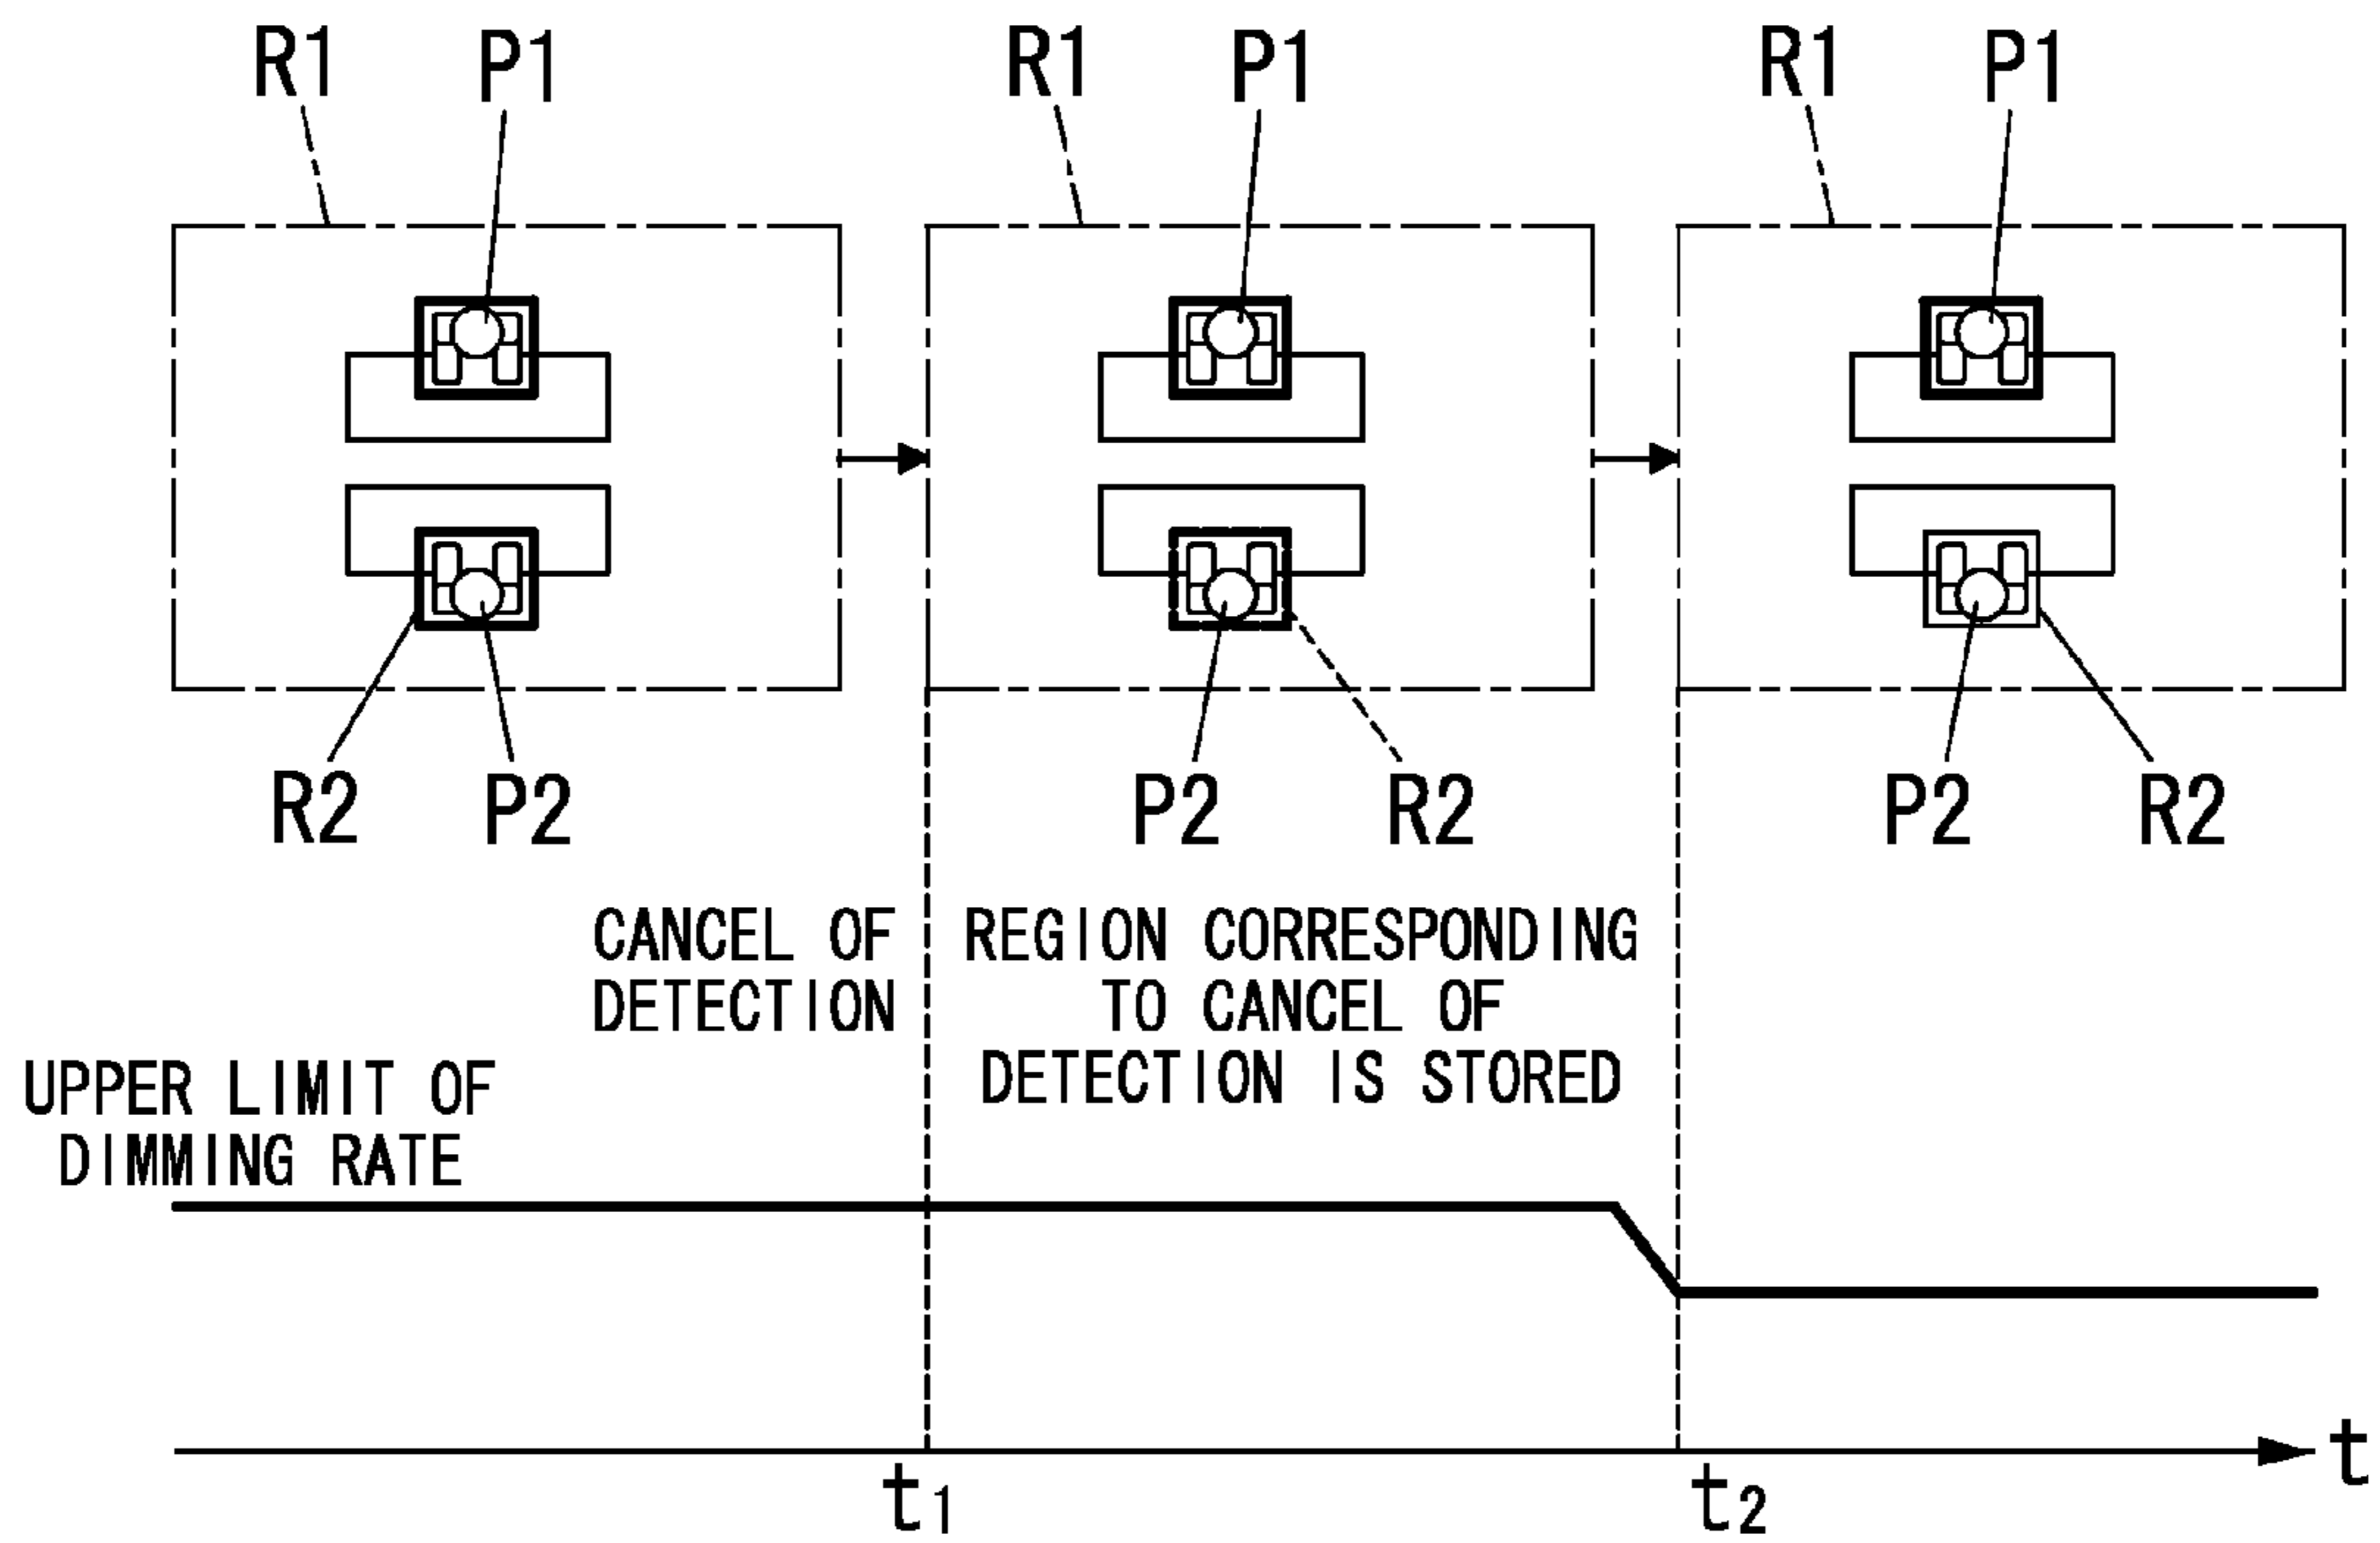 R1 P1 R1 P1 R1 P1
R2 P2 P2 R2 P2 R2
CANCEL OF
DETECTION
REGION CORRESPONDING
TO CANCEL OF
DETECTION IS STORED
UPPER LIMIT OF
DIMMING RATE
t
t1 t2